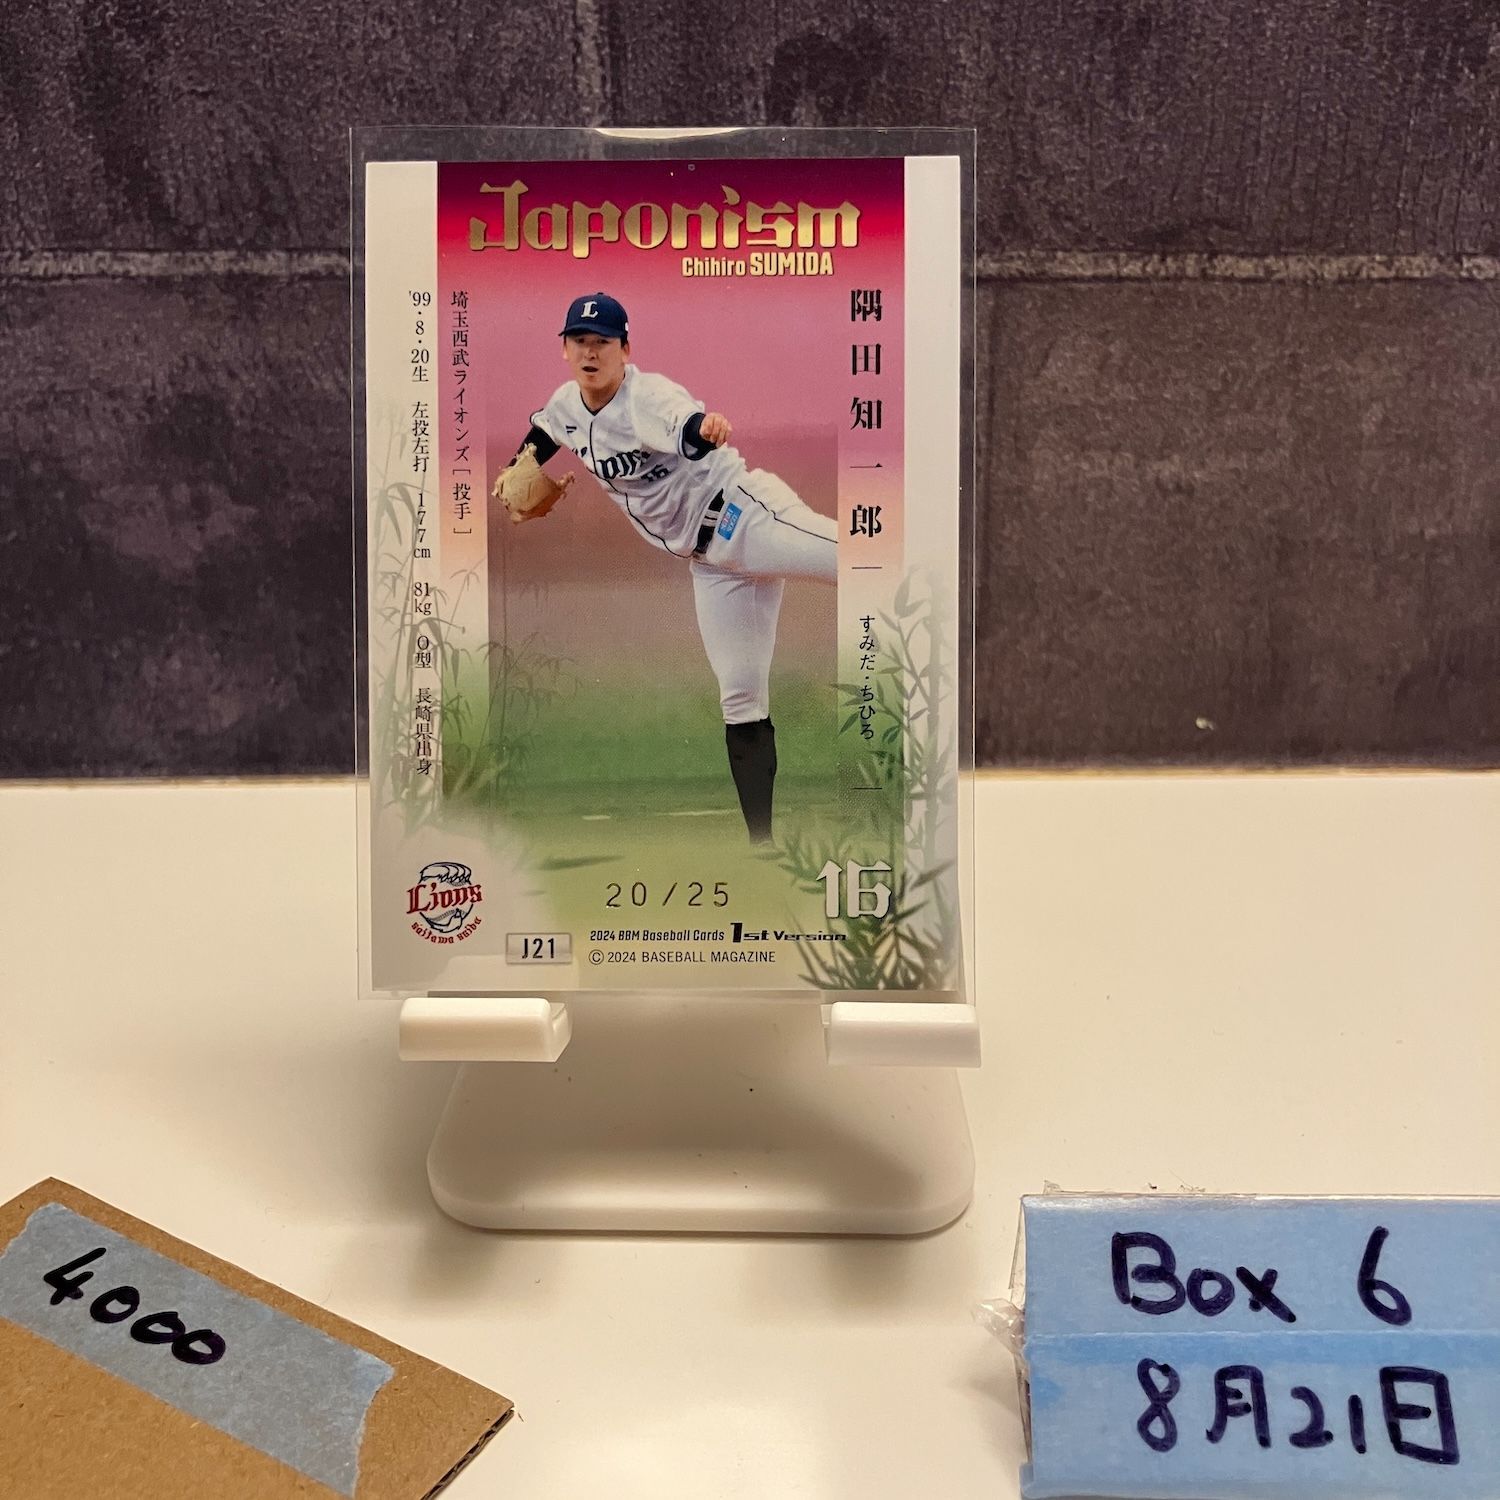 Japonism
Chihiro SUMIDA
隅田知一郎
すみだ・ちひろ
埼玉西武ライオンズ[投手]
'99・8・20生 左投左打 177cm 81kg O型 長崎県出身
L
16
Lions
saitama seibu
20/25
16
J21
2024 BBM Baseball Cards 1st Version
©2024 BASEBALL MAGAZINE
4000
Box 6
8月21日